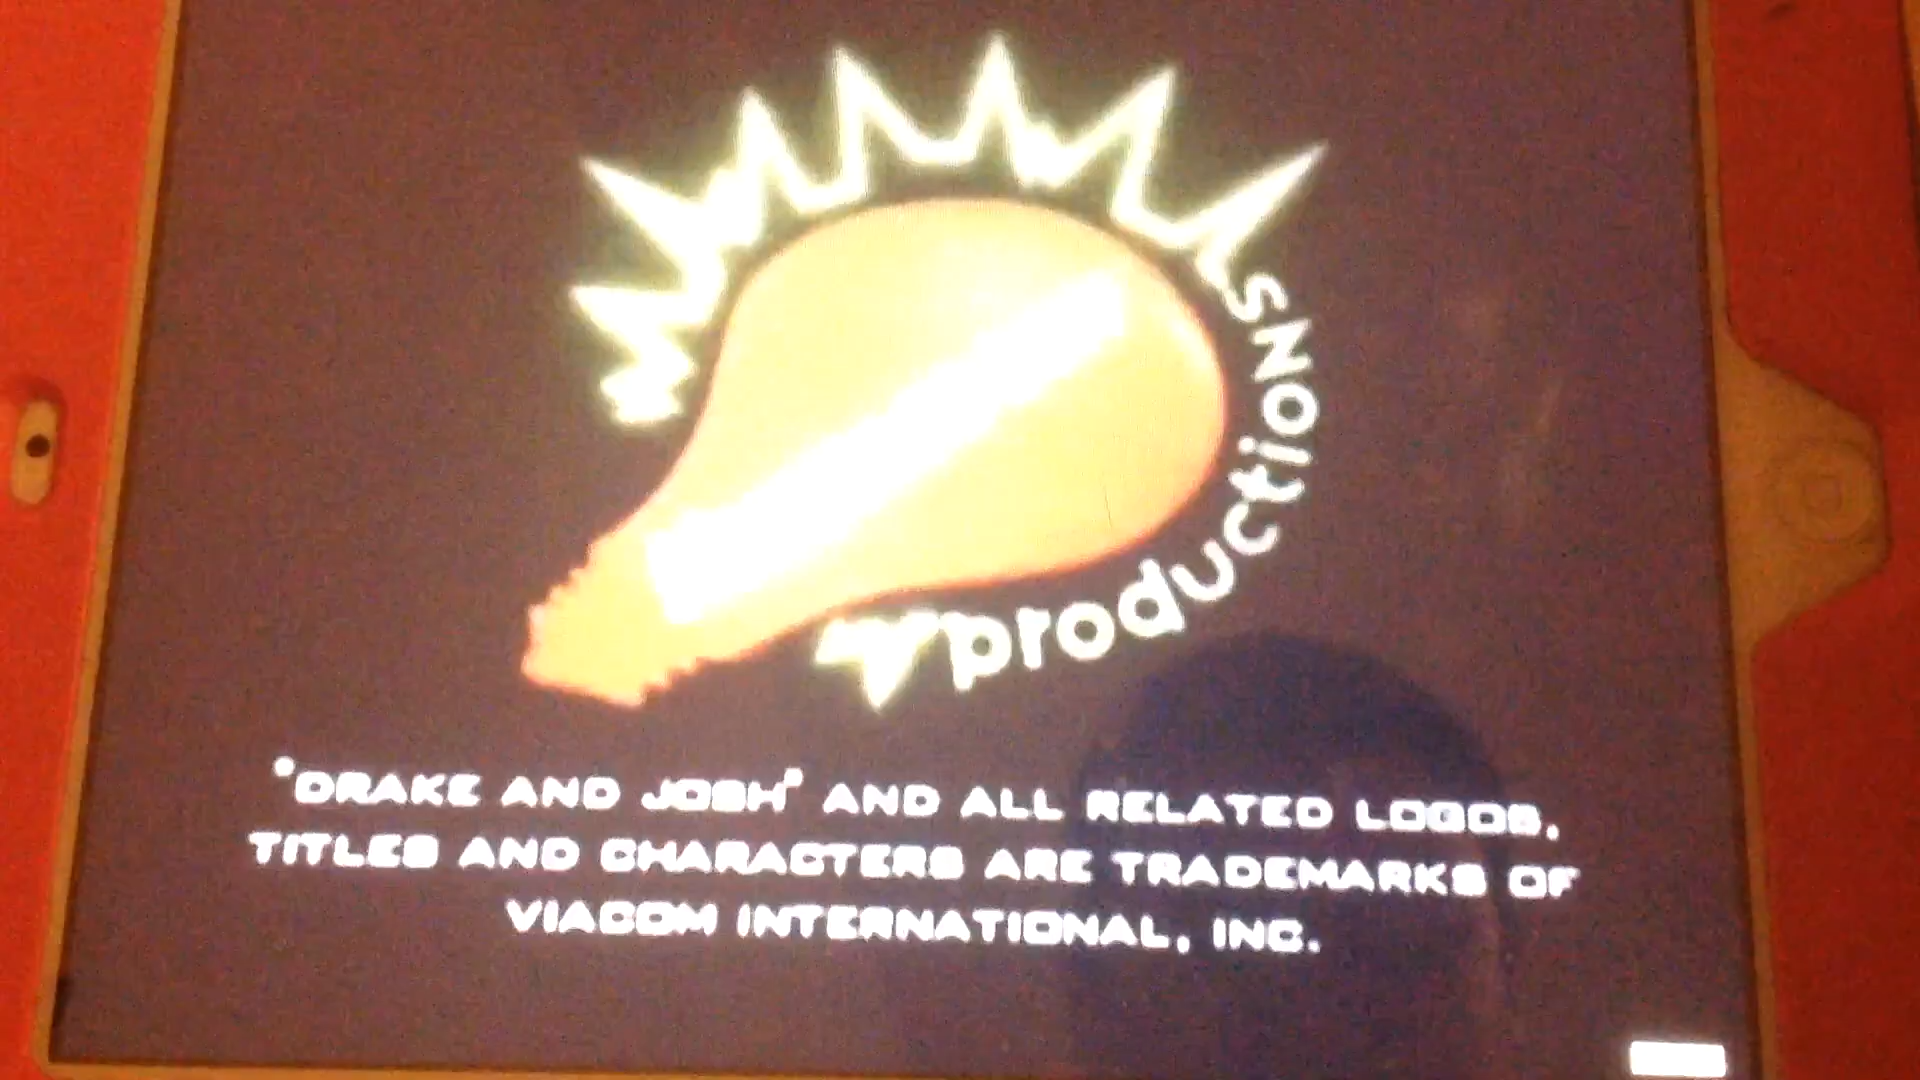 productions
"DRAKE AND JOSH" AND ALL RELATED LOGOS,
TITLES AND CHARACTERS ARE TRADEMARKS OF
VIACOM INTERNATIONAL, INC.